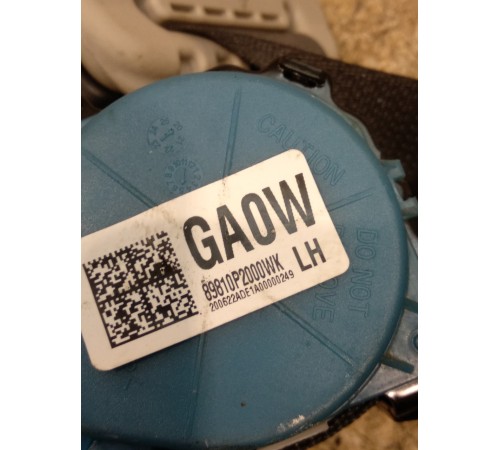 CAUTION
DO NOT
GA0W
89810P2000WK
LH
200622ADE1A00000249